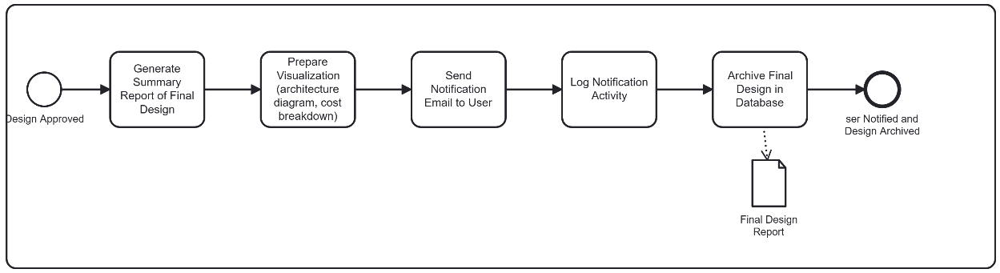 Design Approved
Generate
Summary
Report of Final
Design
Prepare
Visualization
(architecture
diagram, cost
breakdown)
Send
Notification
Email to User
Log Notification
Activity
Archive Final
Design in
Database
ser Notified and
Design Archived
Final Design
Report